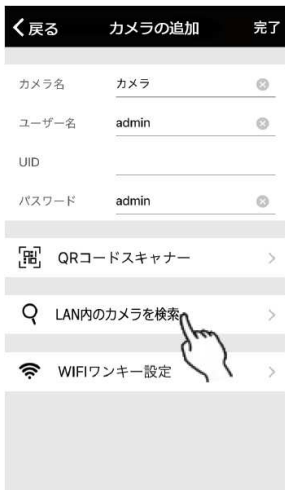 戻る カメラの追加 完了
カメラ名 カメラ
ユーザー名 admin
UID
パスワード admin
QRコードスキャナー
LAN内のカメラを検索
WIFIワンキー設定